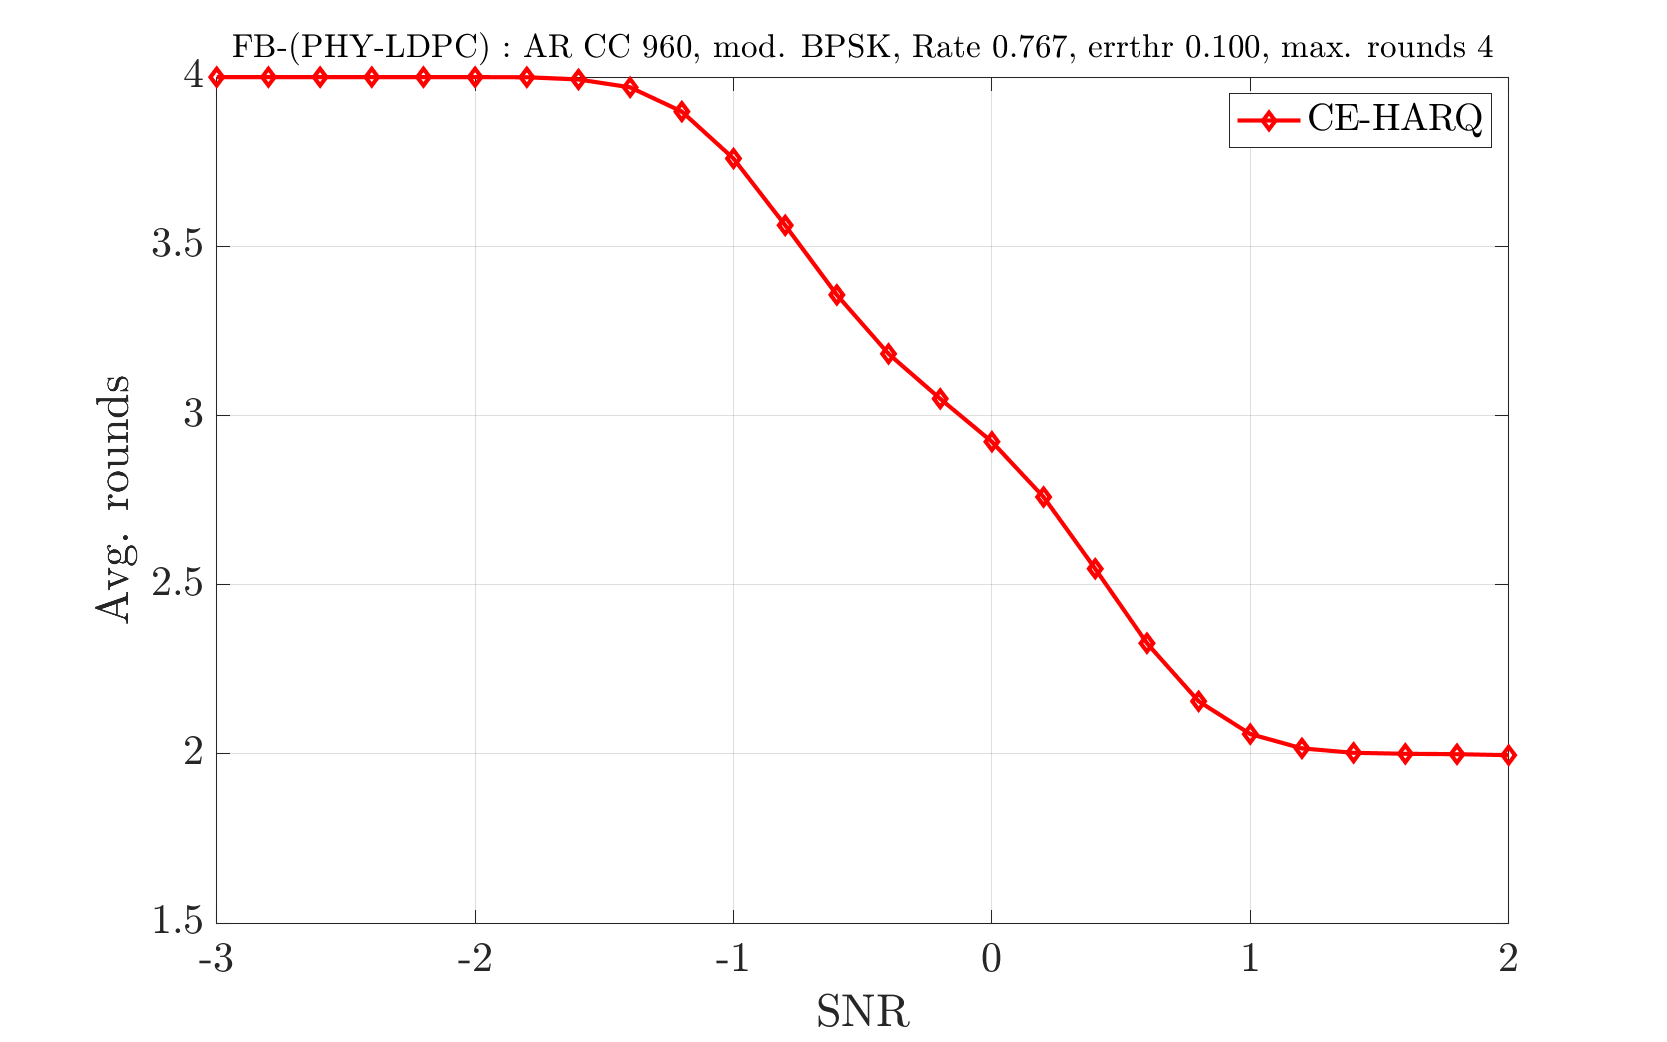 FB-(PHY-LDPC) : AR CC 960, mod. BPSK, Rate 0.767, errthr 0.100, max. rounds 4
CE-HARQ
Avg. rounds
4
3.5
3
2.5
2
1.5
-3 -2 -1 0 1 2
SNR